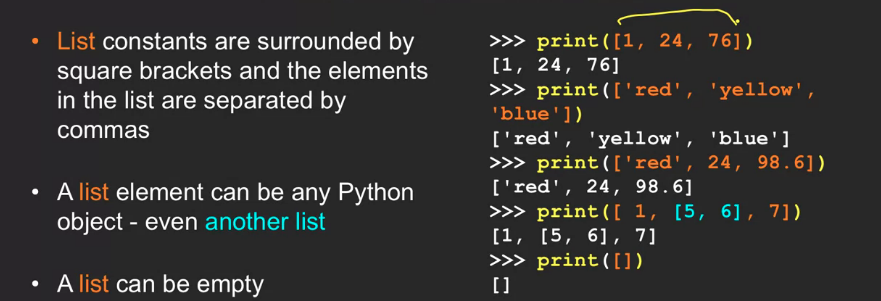 • List constants are surrounded by
square brackets and the elements
in the list are separated by
commas
• A list element can be any Python
object - even another list
• A list can be empty
>>> print([1, 24, 76])
[1, 24, 76]
>>> print(['red', 'yellow',
'blue'])
['red', 'yellow', 'blue']
>>> print(['red', 24, 98.6])
['red', 24, 98.6]
>>> print([ 1, [5, 6], 7])
[1, [5, 6], 7]
>>> print([])
[]